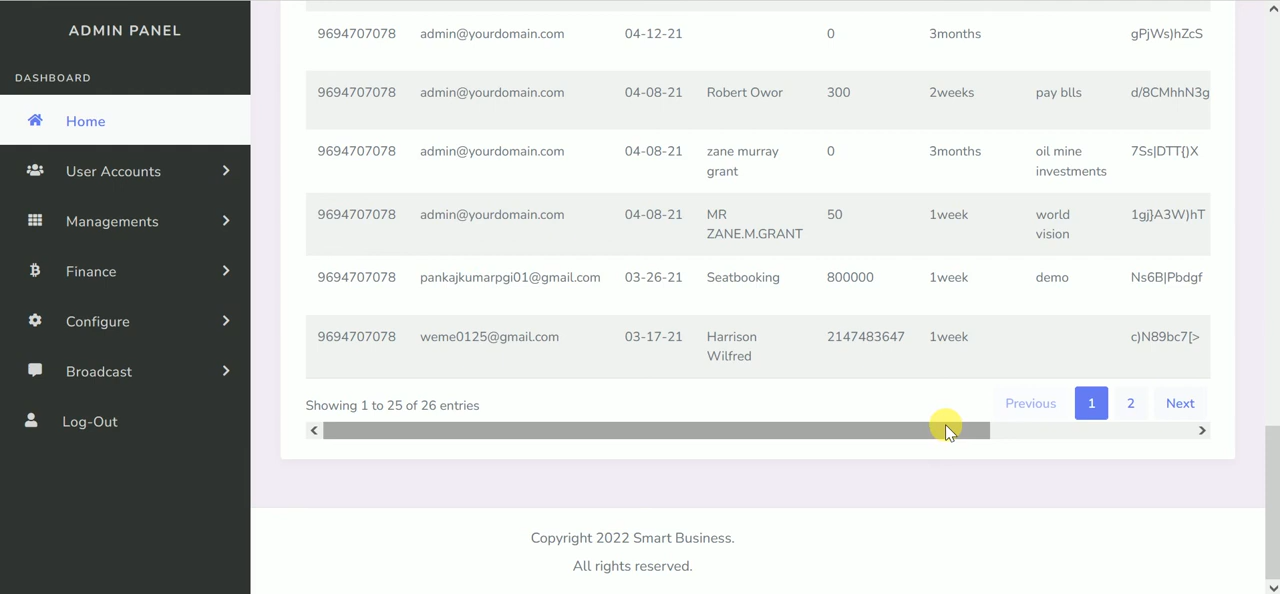 ADMIN PANEL
DASHBOARD
Home
User Accounts
Managements
Finance
Configure
Broadcast
Log-Out
9694707078 admin@yourdomain.com 04-12-21 0 3months gPjWs)hZcS
9694707078 admin@yourdomain.com 04-08-21 Robert Owor 300 2weeks pay blls d/8CMhhN3g
9694707078 admin@yourdomain.com 04-08-21 zane murray 0 3months oil mine 7Ss|DTT{)X
grant investments
9694707078 admin@yourdomain.com 04-08-21 MR 50 1week world 1gj}A3W)hT
ZANE.M.GRANT vision
9694707078 pankajkumarpgi01@gmail.com 03-26-21 Seatbooking 800000 1week demo Ns6B|Pbdgf
9694707078 weme0125@gmail.com 03-17-21 Harrison 2147483647 1week c)N89bc7[>
Wilfred
Showing 1 to 25 of 26 entries
Previous 1 2 Next
Copyright 2022 Smart Business.
All rights reserved.